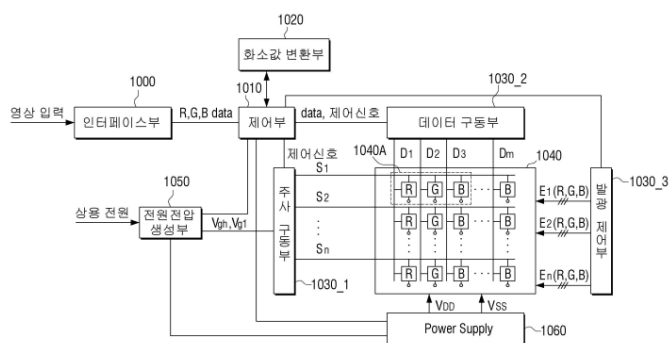 1020
화소값 변환부
1000
1010
1030_2
영상 입력
인터페이스부
R,G,B data
제어부
data, 제어신호
데이터 구동부
제어신호
1040A
D1 D2 D3 Dm
1040
S1
R G B B
E1(R,G,B)
1030_3
1050
상용 전원
전원전압
생성부
Vgh,Vg1
주사 구동부
S2
R G B B
E2(R,G,B)
발광 제어부
Sn
R G B B
En(R,G,B)
1030_1
VDD VSS
Power Supply
1060